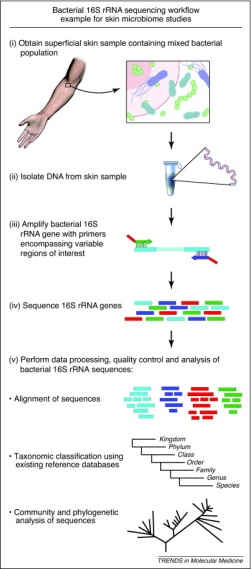 Bacterial 16S rRNA sequencing workflow
example for skin microbiome studies
(i) Obtain superficial skin sample containing mixed bacterial
population
(ii) Isolate DNA from skin sample
(iii) Amplify bacterial 16S
rRNA gene with primers
encompassing variable
regions of interest
(iv) Sequence 16S rRNA genes
(v) Perform data processing, quality control and analysis of
bacterial 16S rRNA sequences:
• Alignment of sequences
• Taxonomic classification using
existing reference databases
Kingdom
Phylum
Class
Order
Family
Genus
Species
• Community and phylogenetic
analysis of sequences
TRENDS in Molecular Medicine